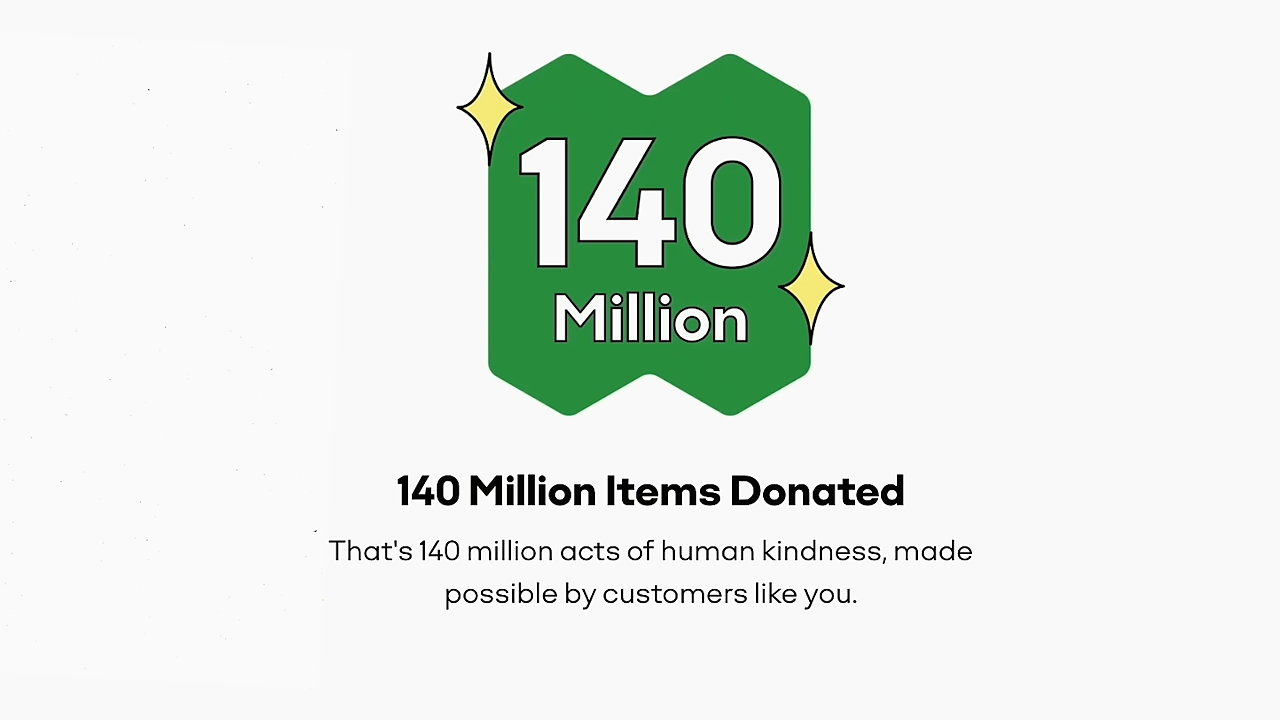 140
Million
140 Million Items Donated
That's 140 million acts of human kindness, made
possible by customers like you.